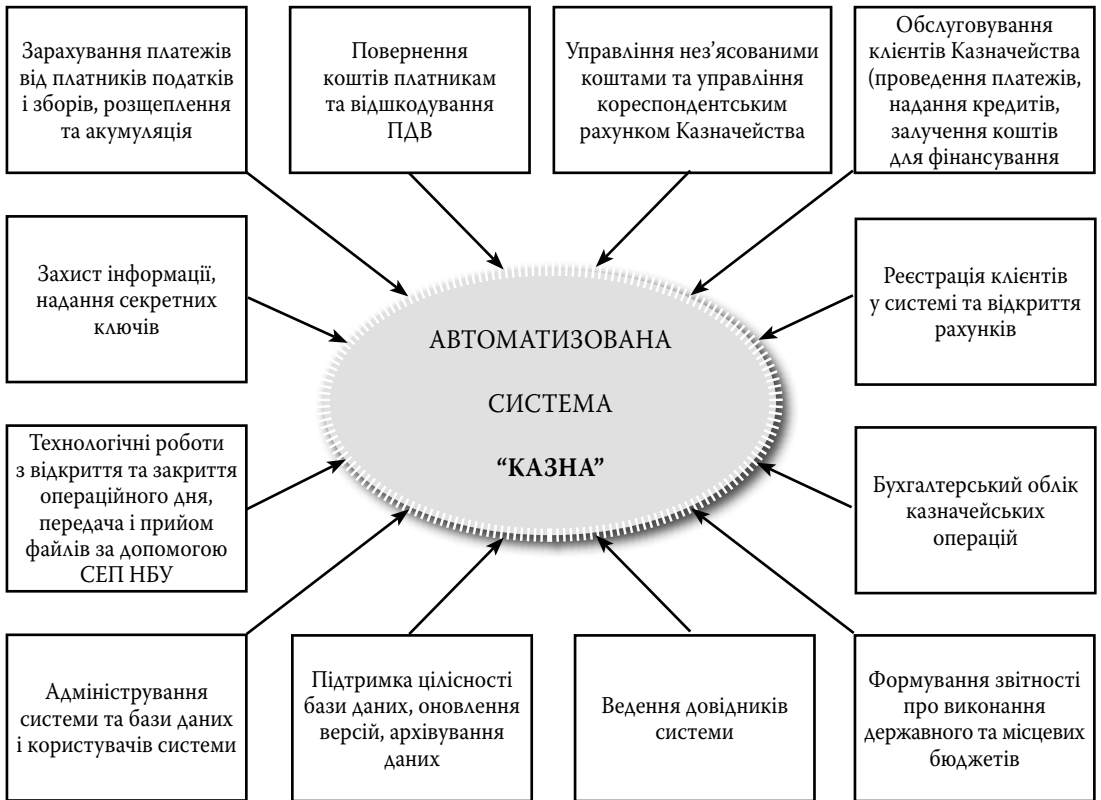 Зарахування платежів
від платників податків
і зборів, розщеплення
та акумуляція
Повернення
коштів платникам
та відшкодування
ПДВ
Управління нез’ясованими
коштами та управління
кореспондентським
рахунком Казначейства
Обслуговування
клієнтів Казначейства
(проведення платежів,
надання кредитів,
залучення коштів
для фінансування
Захист інформації,
надання секретних
ключів
АВТОМАТИЗОВАНА
СИСТЕМА
“КАЗНА”
Реєстрація клієнтів
у системі та відкриття
рахунків
Технологічні роботи
з відкриття та закриття
операційного дня,
передача і прийом
файлів за допомогою
СЕП НБУ
Бухгалтерський облік
казначейських
операцій
Адміністрування
системи та бази даних
і користувачів системи
Підтримка цілісності
бази даних, оновлення
версій, архівування
даних
Ведення довідників
системи
Формування звітності
про виконання
державного та місцевих
бюджетів